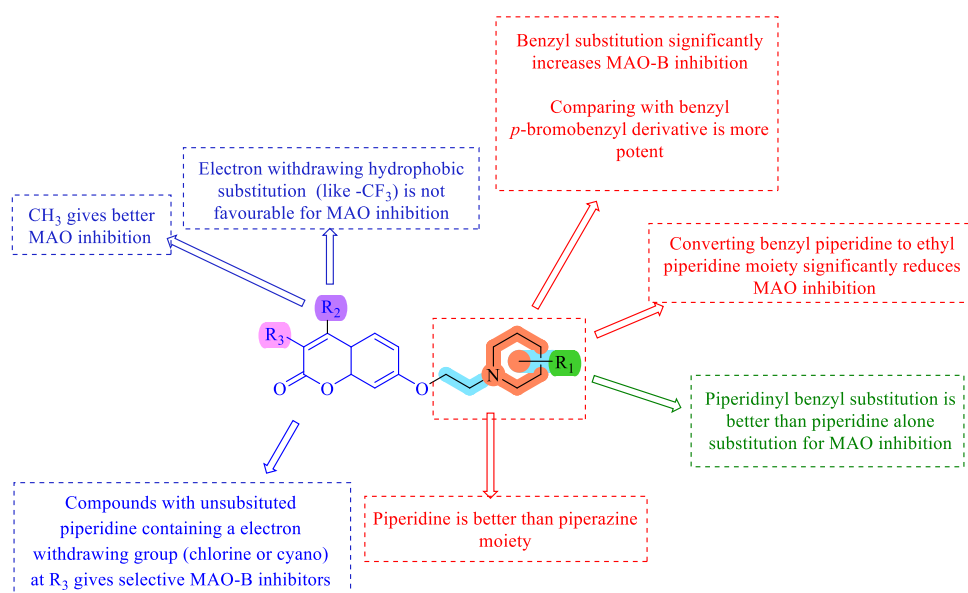 Benzyl substitution significantly
increases MAO-B inhibition
Comparing with benzyl
p-bromobenzyl derivative is more
potent
Electron withdrawing hydrophobic
substitution (like -CF3) is not
favourable for MAO inhibition
CH3 gives better
MAO inhibition
Converting benzyl piperidine to ethyl
piperidine moiety significantly reduces
MAO inhibition
R2
R3
O
O
O
N
R1
Piperidinyl benzyl substitution is
better than piperidine alone
substitution for MAO inhibition
Compounds with unsubsituted
piperidine containing a electron
withdrawing group (chlorine or cyano)
at R3 gives selective MAO-B inhibitors
Piperidine is better than piperazine
moiety